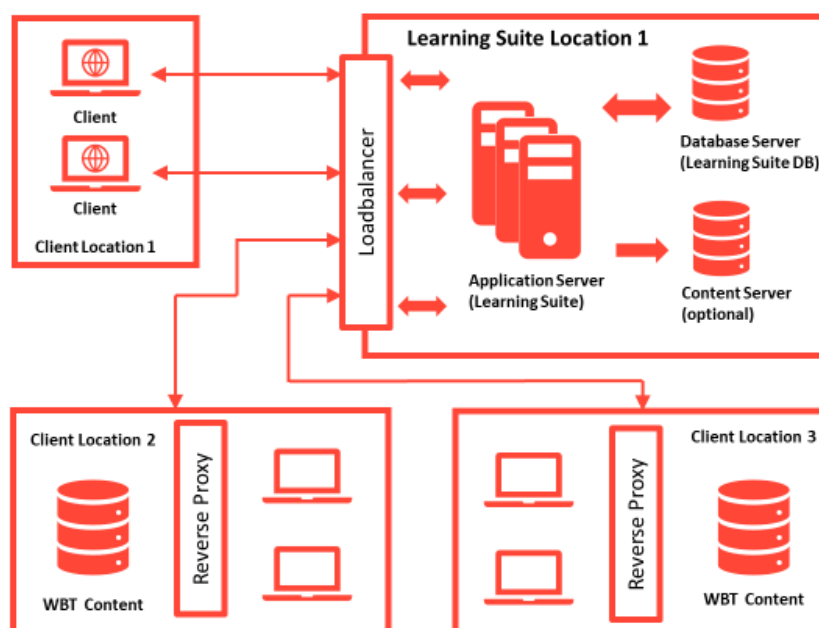 Learning Suite Location 1
Client
Client
Client Location 1
Loadbalancer
Application Server
(Learning Suite)
Database Server
(Learning Suite DB)
Content Server
(optional)
Client Location 2
Reverse Proxy
WBT Content
Client Location 3
Reverse Proxy
WBT Content